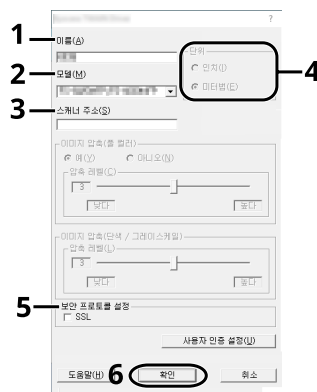 ?
1 이름(A)
단위
인치(I)
미터법(E)
4
2 모델(M)
3 스캐너 주소(S)
이미지 압축(풀 컬러)
예(Y) 아니오(N)
압축 레벨(C)
3
낮다 높다
이미지 압축(단색 / 그레이스케일)
압축 레벨(L)
3
낮다 높다
5 보안 프로토콜 설정
SSL
사용자 인증 설정(U)
도움말(H) 6 확인 취소